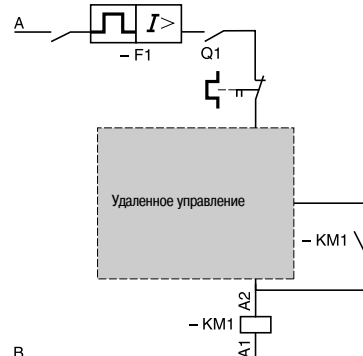 A
I>
– F1
Q1
Удаленное управление
– KM1
A2
– KM1
A1
B